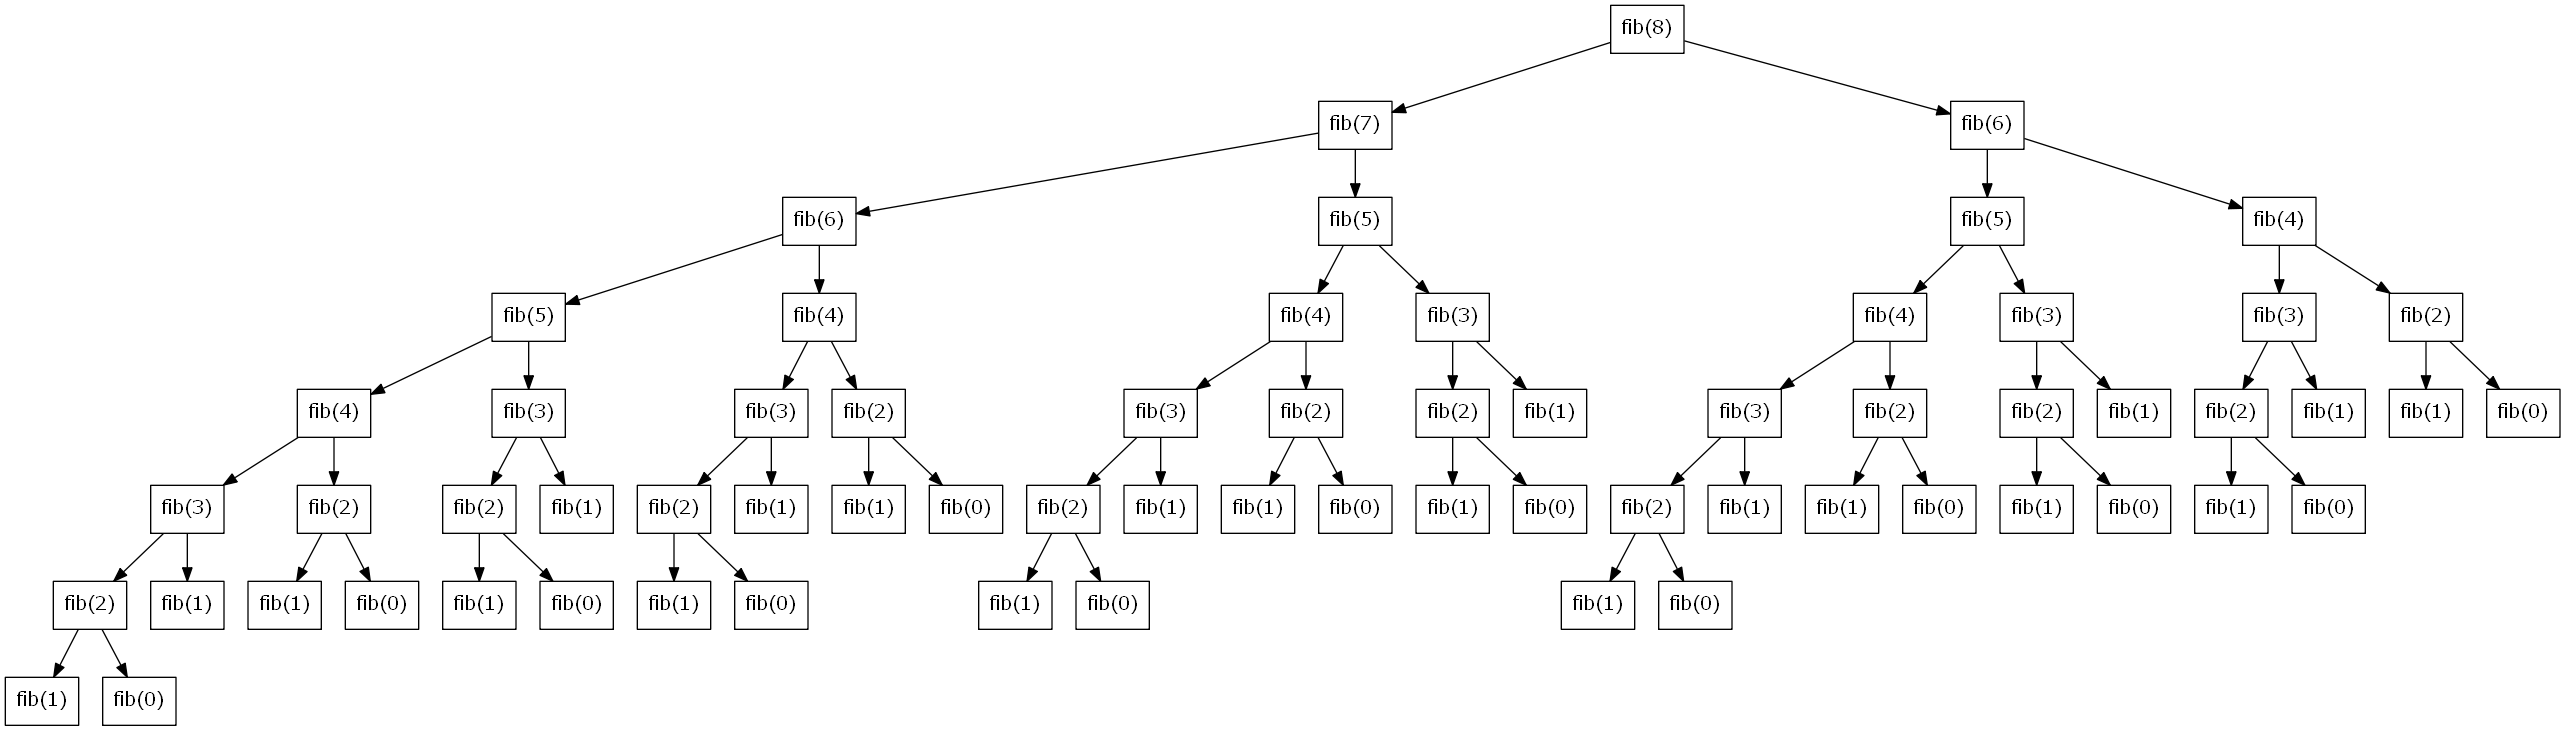 fib(8)
fib(7) fib(6)
fib(6) fib(5) fib(5) fib(4)
fib(5) fib(4) fib(4) fib(3) fib(4) fib(3) fib(3) fib(2)
fib(4) fib(3) fib(3) fib(2) fib(3) fib(2) fib(2) fib(1) fib(3) fib(2) fib(2) fib(1) fib(2) fib(1) fib(1) fib(0)
fib(3) fib(2) fib(2) fib(1) fib(2) fib(1) fib(1) fib(0) fib(2) fib(1) fib(1) fib(0) fib(1) fib(0) fib(2) fib(1) fib(1) fib(0) fib(1) fib(0) fib(1) fib(0)
fib(2) fib(1) fib(1) fib(0) fib(1) fib(0) fib(1) fib(0) fib(1) fib(0) fib(1) fib(0)
fib(1) fib(0)